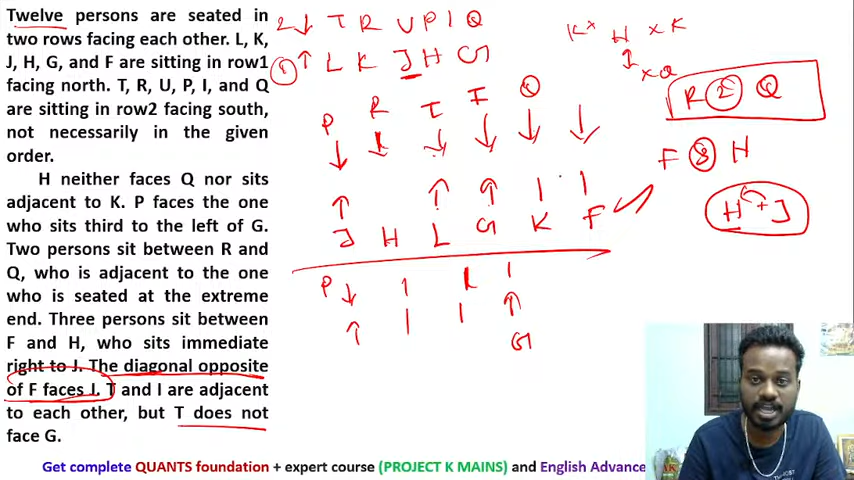 Twelve persons are seated in
two rows facing each other. L, K,
J, H, G, and F are sitting in row1
facing north. T, R, U, P, I, and Q
are sitting in row2 facing south,
not necessarily in the given
order.
H neither faces Q nor sits
adjacent to K. P faces the one
who sits third to the left of G.
Two persons sit between R and
Q, who is adjacent to the one
who is seated at the extreme
end. Three persons sit between
F and H, who sits immediate
right to J. The diagonal opposite
of F faces I. T and I are adjacent
to each other, but T does not
face G.
2 ↓ T R U P I Q
1 ↑ L K J H G
K× H × K
↕
× Q
R 2 Q
F 3 H
H + J
P R I Q
J H L G K F
P
G
Get complete QUANTS foundation + expert course (PROJECT K MAINS) and English Advance